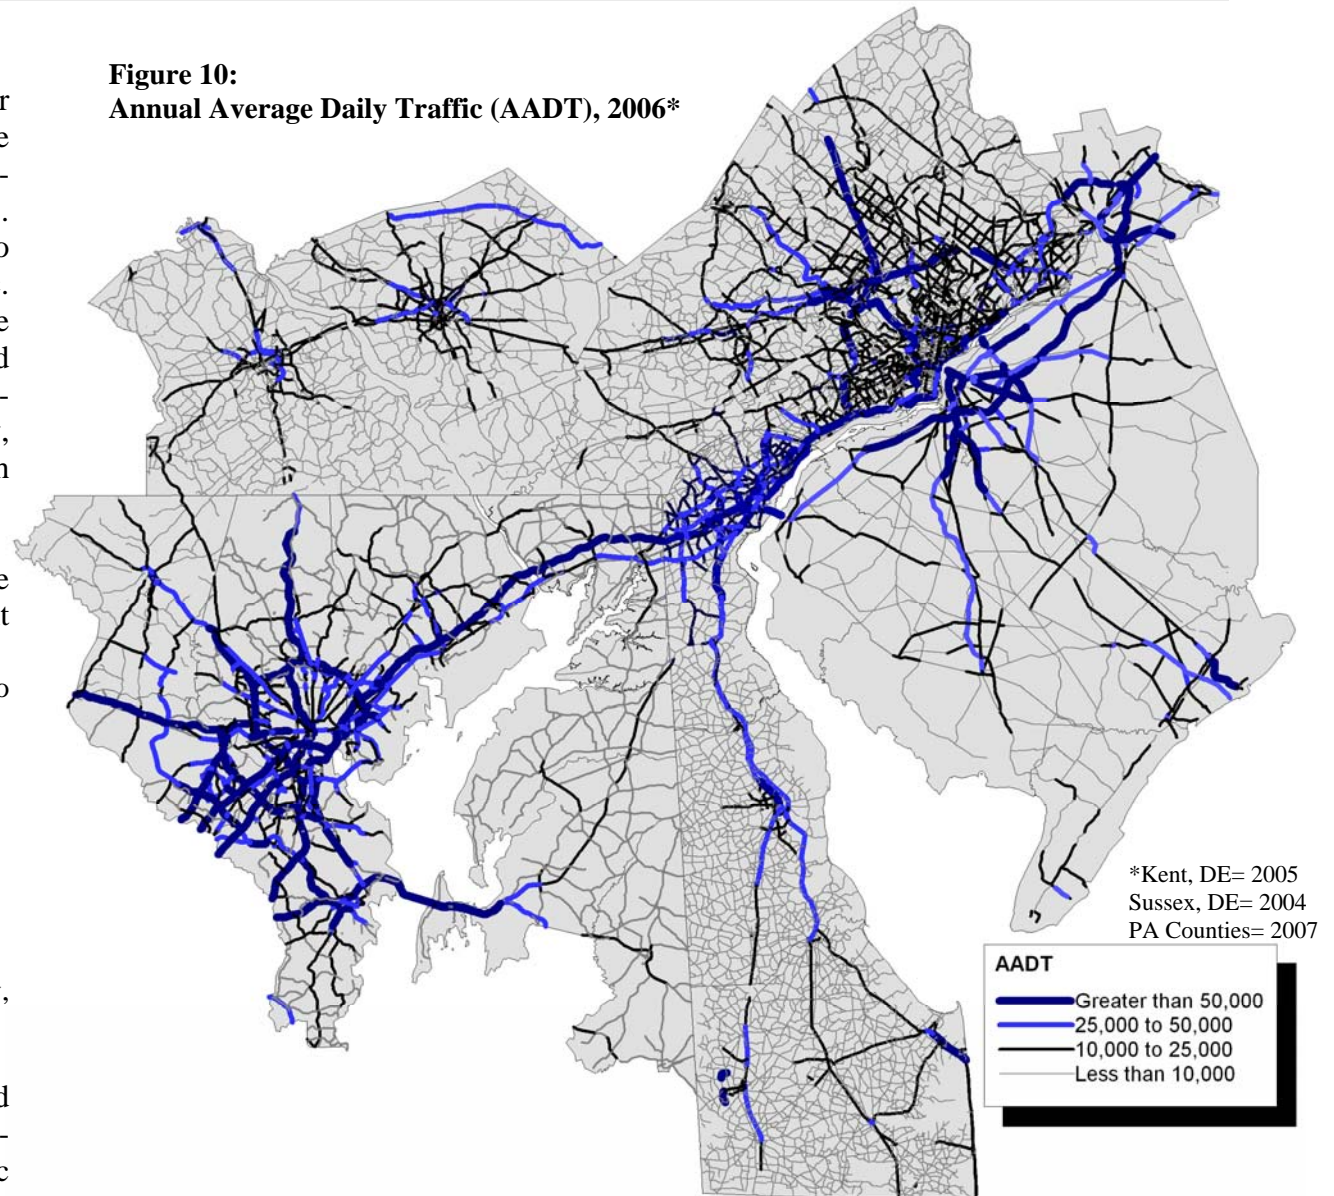 Figure 10:
Annual Average Daily Traffic (AADT), 2006*
*Kent, DE= 2005
Sussex, DE= 2004
PA Counties= 2007
AADT
Greater than 50,000
25,000 to 50,000
10,000 to 25,000
Less than 10,000